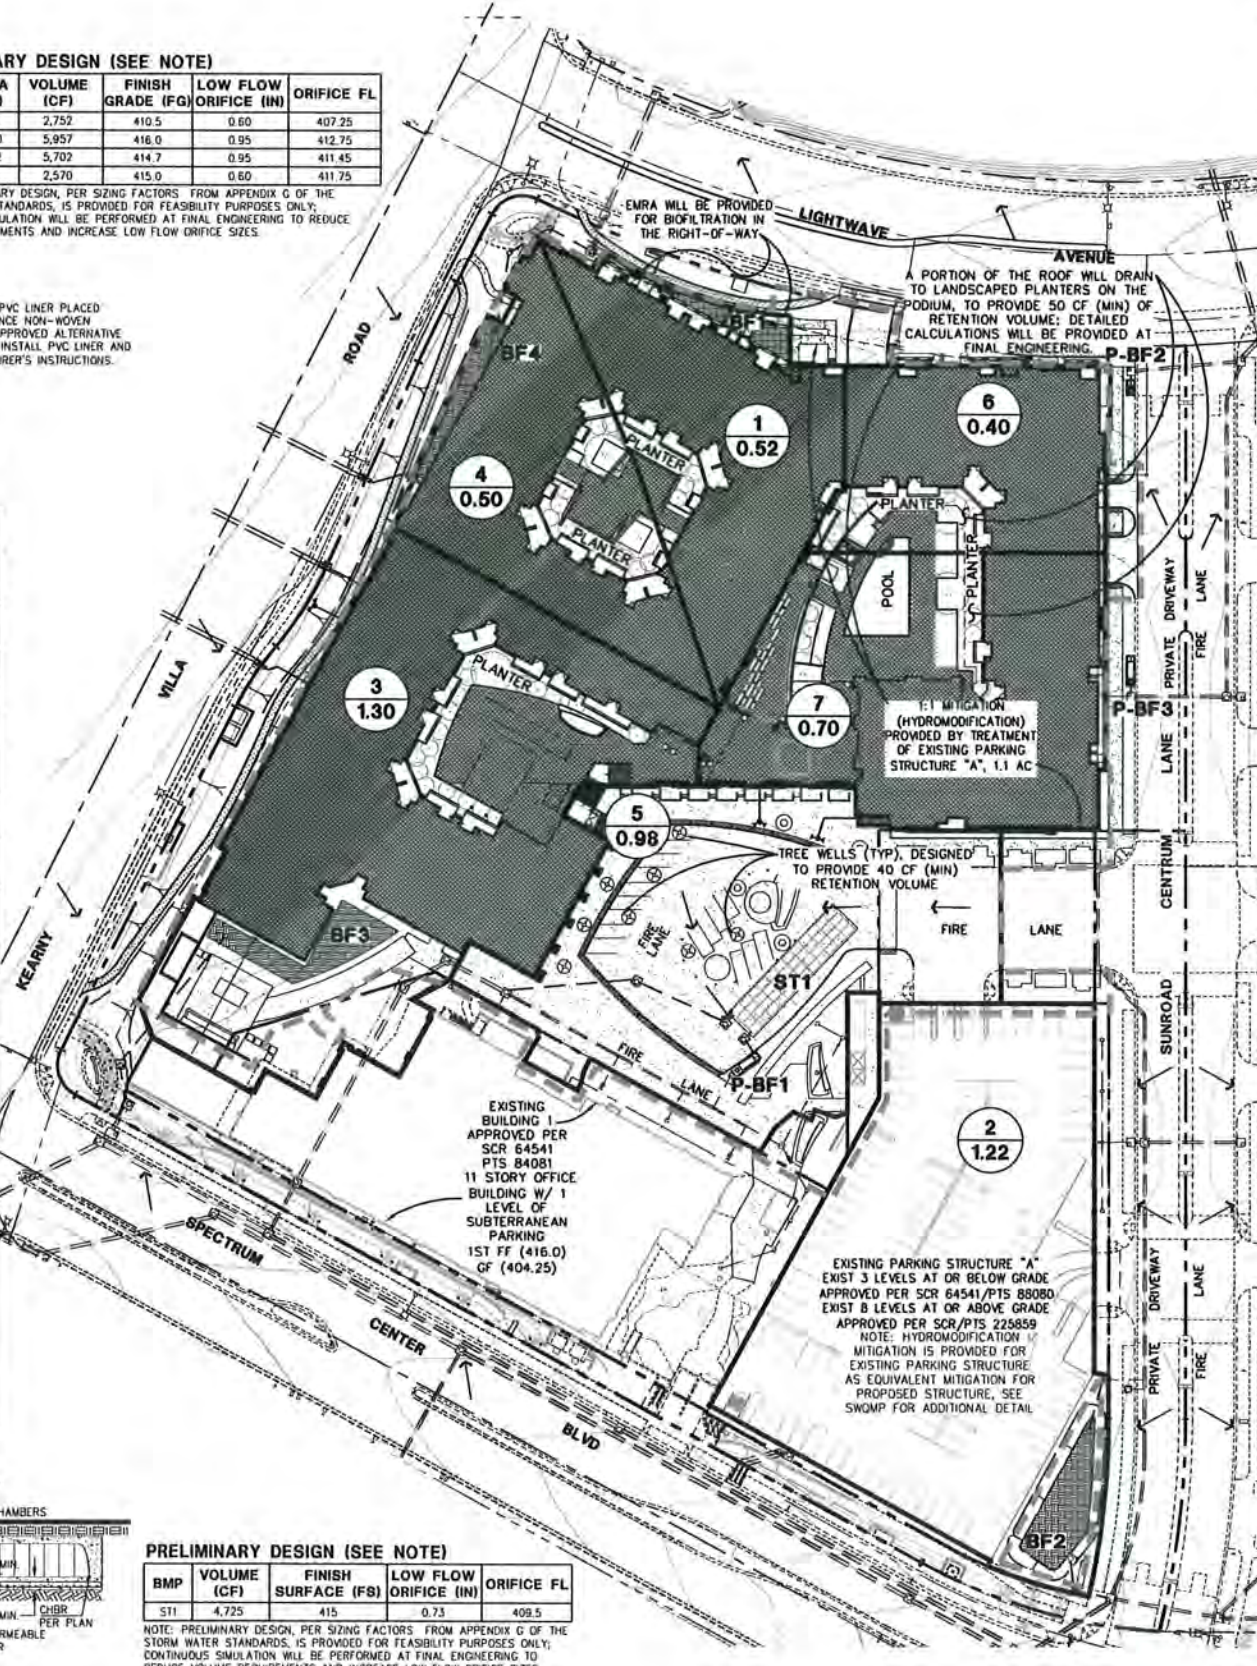 ARY DESIGN (SEE NOTE)
A VOLUME (CF) FINISH GRADE (FG) LOW FLOW ORIFICE (IN) ORIFICE FL
2,752 410.5 0.60 407.25
5,957 416.0 0.95 412.75
5,702 414.7 0.95 411.45
2,570 415.0 0.60 411.75
ARY DESIGN, PER SIZING FACTORS FROM APPENDIX G OF THE
STANDARDS, IS PROVIDED FOR FEASIBILITY PURPOSES ONLY;
ULATION WILL BE PERFORMED AT FINAL ENGINEERING TO REDUCE
EMENTS AND INCREASE LOW FLOW ORIFICE SIZES.
PVC LINER PLACED
NCE NON-WOVEN
APPROVED ALTERNATIVE
INSTALL PVC LINER AND
RER'S INSTRUCTIONS.
EMRA WILL BE PROVIDED
FOR BIOFILTRATION IN
THE RIGHT-OF-WAY
LIGHTWAVE
AVENUE
A PORTION OF THE ROOF WILL DRAIN
TO LANDSCAPED PLANTERS ON THE
PODIUM, TO PROVIDE 50 CF (MIN) OF
RETENTION VOLUME; DETAILED
CALCULATIONS WILL BE PROVIDED AT
FINAL ENGINEERING.
P-BF2
ROAD
BF4
BF1
1
0.52
6
0.40
4
0.50
PLANTER
PLANTER
PLANTER
PLANTER
POOL
PRIVATE DRIVEWAY
FIRE LANE
VILLA
3
1.30
PLANTER
7
0.70
1:1 MITIGATION
(HYDROMODIFICATION)
PROVIDED BY TREATMENT
OF EXISTING PARKING
STRUCTURE "A", 1.1 AC
P-BF3
5
0.98
TREE WELLS (TYP), DESIGNED
TO PROVIDE 40 CF (MIN)
RETENTION VOLUME
KEARNY
BF3
FIRE
LANE
ST1
FIRE
LANE
SUNROAD CENTRUM LANE
FIRE
LANE
P-BF1
EXISTING
BUILDING 1
APPROVED PER
SCR 64541
PTS 84081
11 STORY OFFICE
BUILDING W/ 1
LEVEL OF
SUBTERRANEAN
PARKING
1ST FF (416.0)
GF (404.25)
2
1.22
SPECTRUM
CENTER
BLVD
EXISTING PARKING STRUCTURE "A"
EXIST 3 LEVELS AT OR BELOW GRADE
APPROVED PER SCR 64541/PTS 88080
EXIST 8 LEVELS AT OR ABOVE GRADE
APPROVED PER SCR/PTS 225859
NOTE: HYDROMODIFICATION
MITIGATION IS PROVIDED FOR
EXISTING PARKING STRUCTURE
AS EQUIVALENT MITIGATION FOR
PROPOSED STRUCTURE, SEE
SWQMP FOR ADDITIONAL DETAIL
PRIVATE DRIVEWAY
FIRE LANE
BF2
HAMBERS
MIN.
MIN.
CHBR
PER PLAN
RMEABLE
R
PRELIMINARY DESIGN (SEE NOTE)
BMP VOLUME (CF) FINISH SURFACE (FS) LOW FLOW ORIFICE (IN) ORIFICE FL
ST1 4,725 415 0.73 409.5
NOTE: PRELIMINARY DESIGN, PER SIZING FACTORS FROM APPENDIX G OF THE
STORM WATER STANDARDS, IS PROVIDED FOR FEASIBILITY PURPOSES ONLY;
CONTINUOUS SIMULATION WILL BE PERFORMED AT FINAL ENGINEERING TO
REDUCE VOLUME REQUIREMENTS AND INCREASE LOW FLOW ORIFICE SIZES.